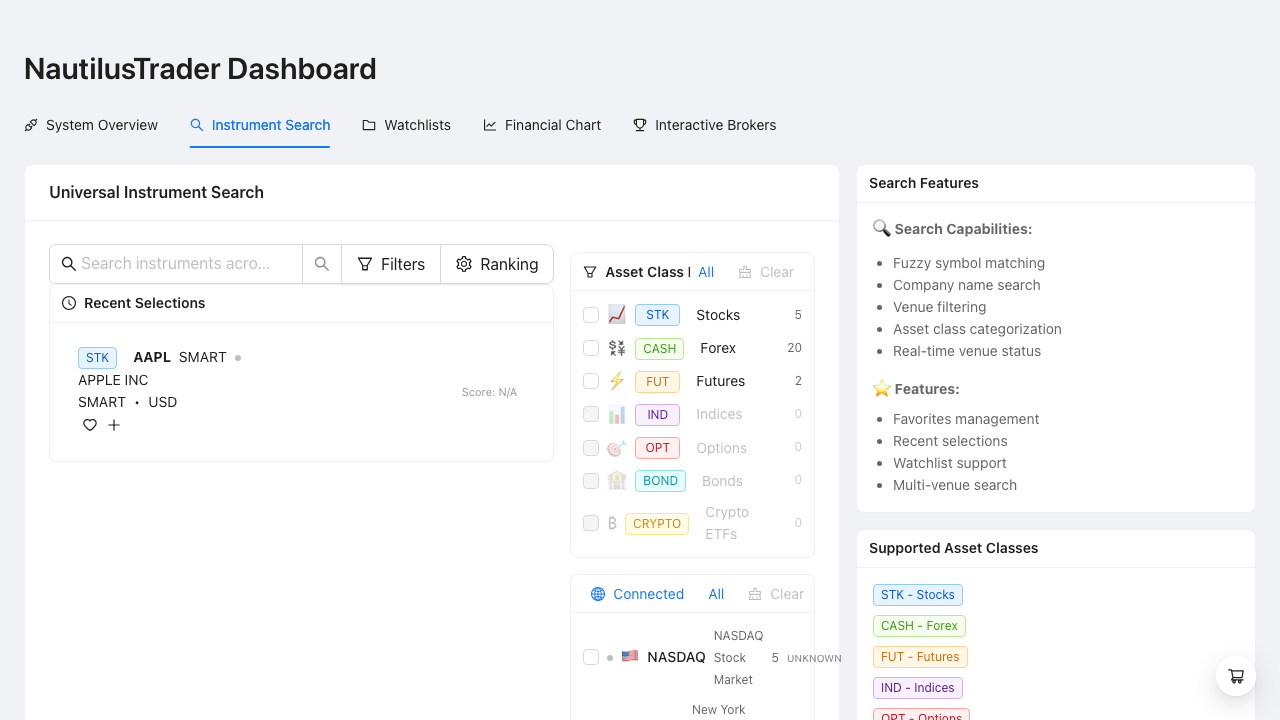 NautilusTrader Dashboard
System Overview
Instrument Search
Watchlists
Financial Chart
Interactive Brokers
Universal Instrument Search
Search instruments acro...
Filters
Ranking
Recent Selections
STK AAPL SMART
APPLE INC
SMART • USD
Score: N/A
Asset Class
All
Clear
STK Stocks 5
CASH Forex 20
FUT Futures 2
IND Indices 0
OPT Options 0
BOND Bonds 0
CRYPTO Crypto ETFs 0
Connected
All
Clear
NASDAQ
NASDAQ
Stock
Market
5
UNKNOWN
New York
Search Features
Search Capabilities:
Fuzzy symbol matching
Company name search
Venue filtering
Asset class categorization
Real-time venue status
Features:
Favorites management
Recent selections
Watchlist support
Multi-venue search
Supported Asset Classes
STK - Stocks
CASH - Forex
FUT - Futures
IND - Indices
OPT - Options